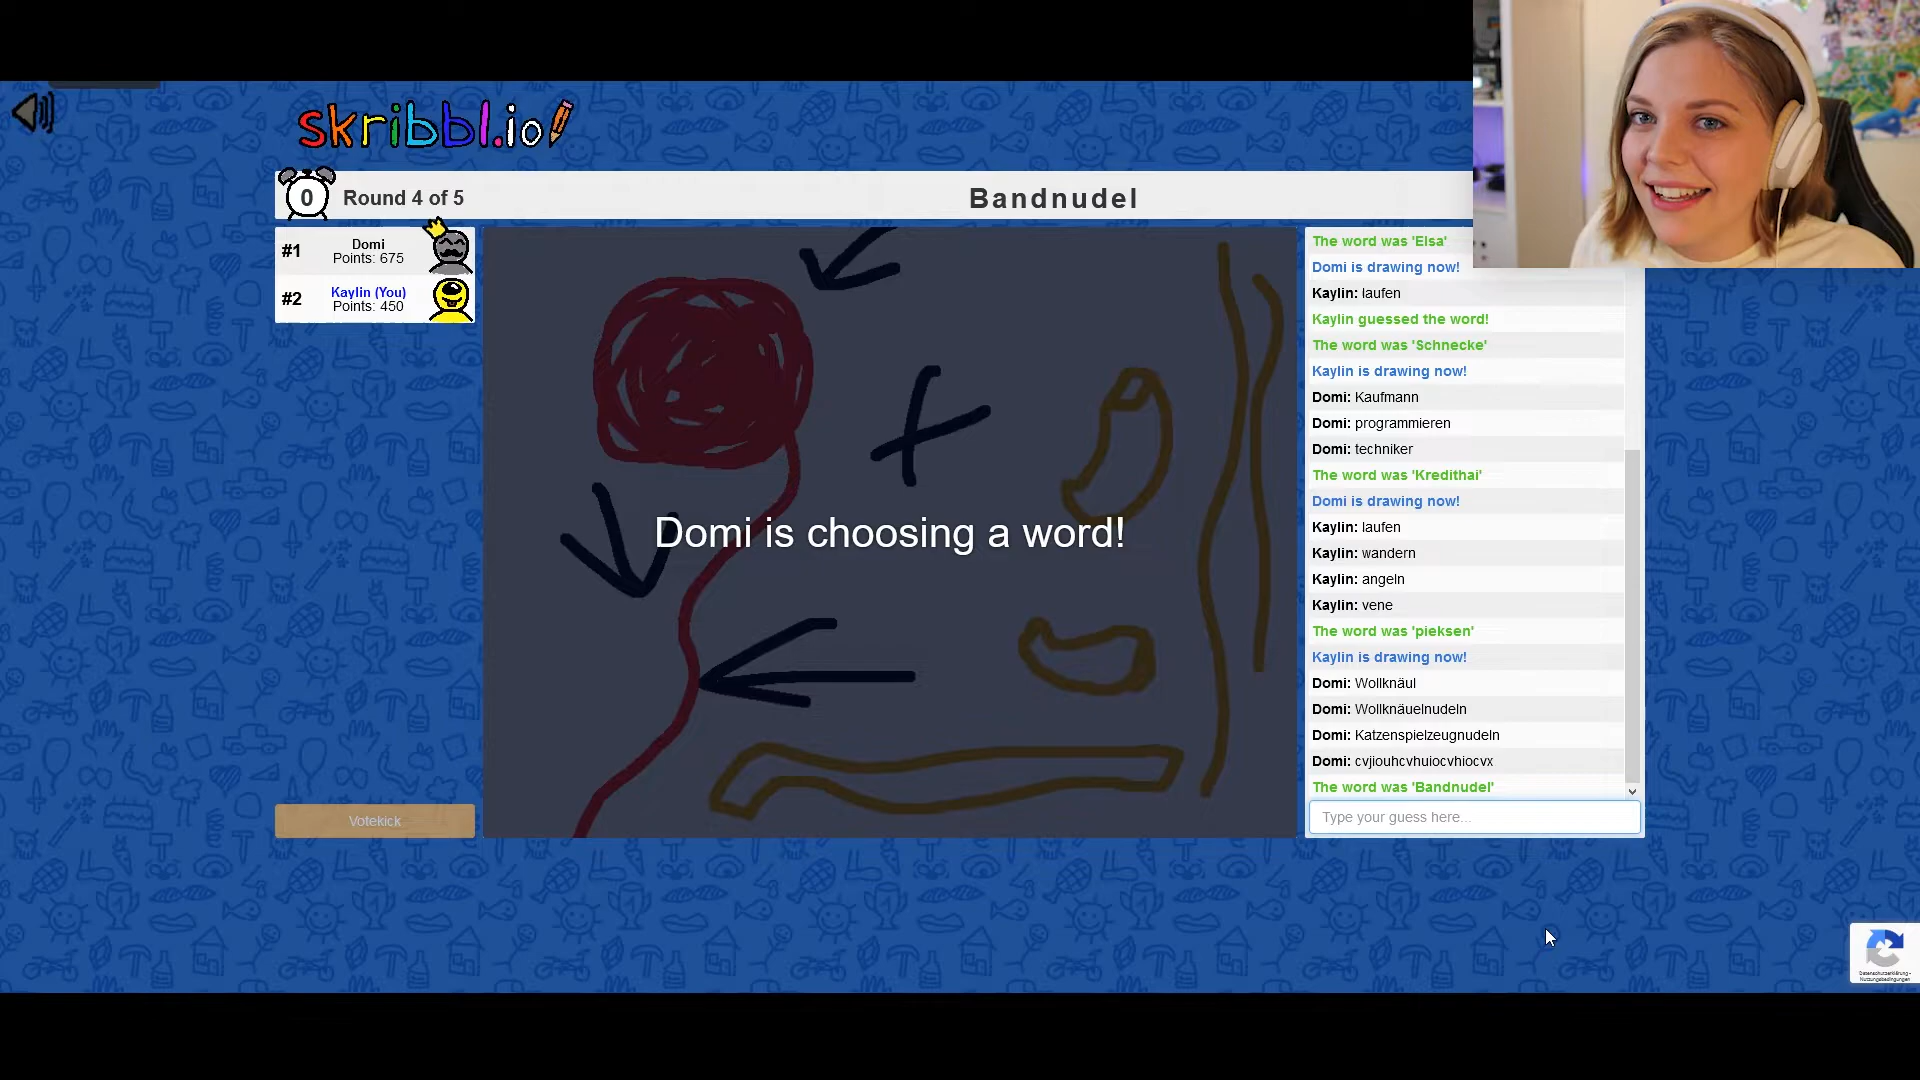 skribbl.io
0
Round 4 of 5
Bandnudel
#1
Domi
Points: 675
#2
Kaylin (You)
Points: 450
Votekick
Domi is choosing a word!
The word was 'Elsa'
Domi is drawing now!
Kaylin: laufen
Kaylin guessed the word!
The word was 'Schnecke'
Kaylin is drawing now!
Domi: Kaufmann
Domi: programmieren
Domi: techniker
The word was 'Kredithai'
Domi is drawing now!
Kaylin: laufen
Kaylin: wandern
Kaylin: angeln
Kaylin: vene
The word was 'pieksen'
Kaylin is drawing now!
Domi: Wollknäul
Domi: Wollknäuelnudeln
Domi: Katzenspielzeugnudeln
Domi: cvjiouhcvhuiocvhiocvx
The word was 'Bandnudel'
Type your guess here...
Datenschutzerklärung -
Nutzungsbedingungen